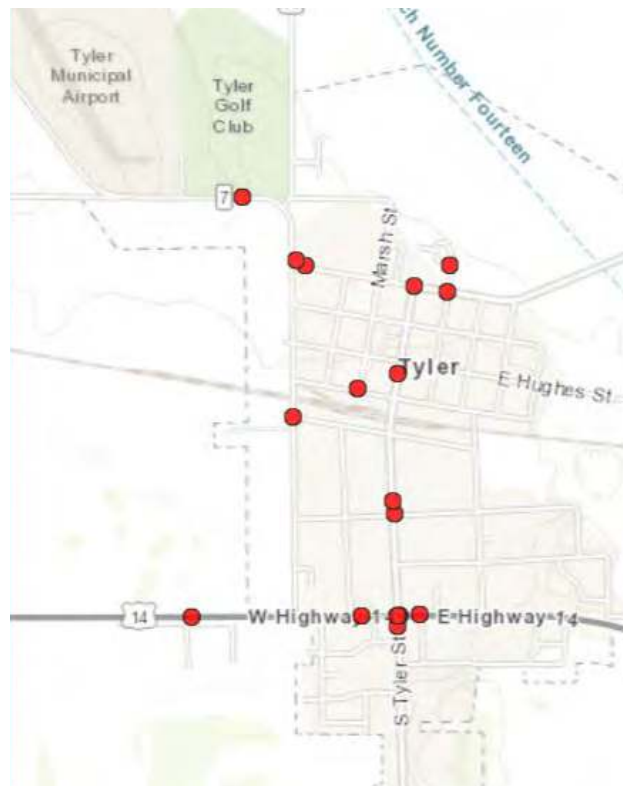 Tyler
Municipal
Airport
Tyler
Golf
Club
ch Number Fourteen
7
Marsh St
Tyler
E Hughes St
14
W Highway 14
E Highway 14
S Tyler St